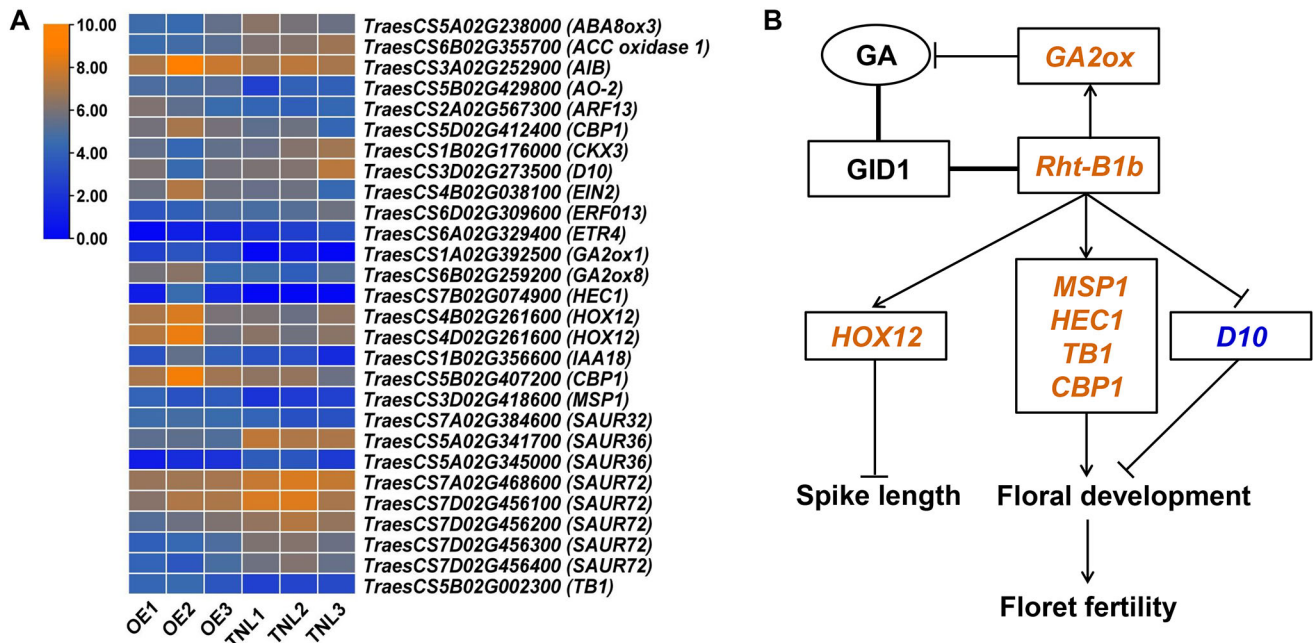 A
10.00
8.00
6.00
4.00
2.00
0.00
TraesCS5A02G238000 (ABA8ox3)
TraesCS6B02G355700 (ACC oxidase 1)
TraesCS3A02G252900 (AIB)
TraesCS5B02G429800 (AO-2)
TraesCS2A02G567300 (ARF13)
TraesCS5D02G412400 (CBP1)
TraesCS1B02G176000 (CKX3)
TraesCS3D02G273500 (D10)
TraesCS4B02G038100 (EIN2)
TraesCS6D02G309600 (ERF013)
TraesCS6A02G329400 (ETR4)
TraesCS1A02G392500 (GA2ox1)
TraesCS6B02G259200 (GA2ox8)
TraesCS7B02G074900 (HEC1)
TraesCS4B02G261600 (HOX12)
TraesCS4D02G261600 (HOX12)
TraesCS1B02G356600 (IAA18)
TraesCS5B02G407200 (CBP1)
TraesCS3D02G418600 (MSP1)
TraesCS7A02G384600 (SAUR32)
TraesCS5A02G341700 (SAUR36)
TraesCS5A02G345000 (SAUR36)
TraesCS7A02G468600 (SAUR72)
TraesCS7D02G456100 (SAUR72)
TraesCS7D02G456200 (SAUR72)
TraesCS7D02G456300 (SAUR72)
TraesCS7D02G456400 (SAUR72)
TraesCS5B02G002300 (TB1)
OE1 OE2 OE3 TNL1 TNL2 TNL3
B
GA
GA2ox
GID1
Rht-B1b
HOX12
MSP1
HEC1
TB1
CBP1
D10
Spike length
Floral development
Floret fertility